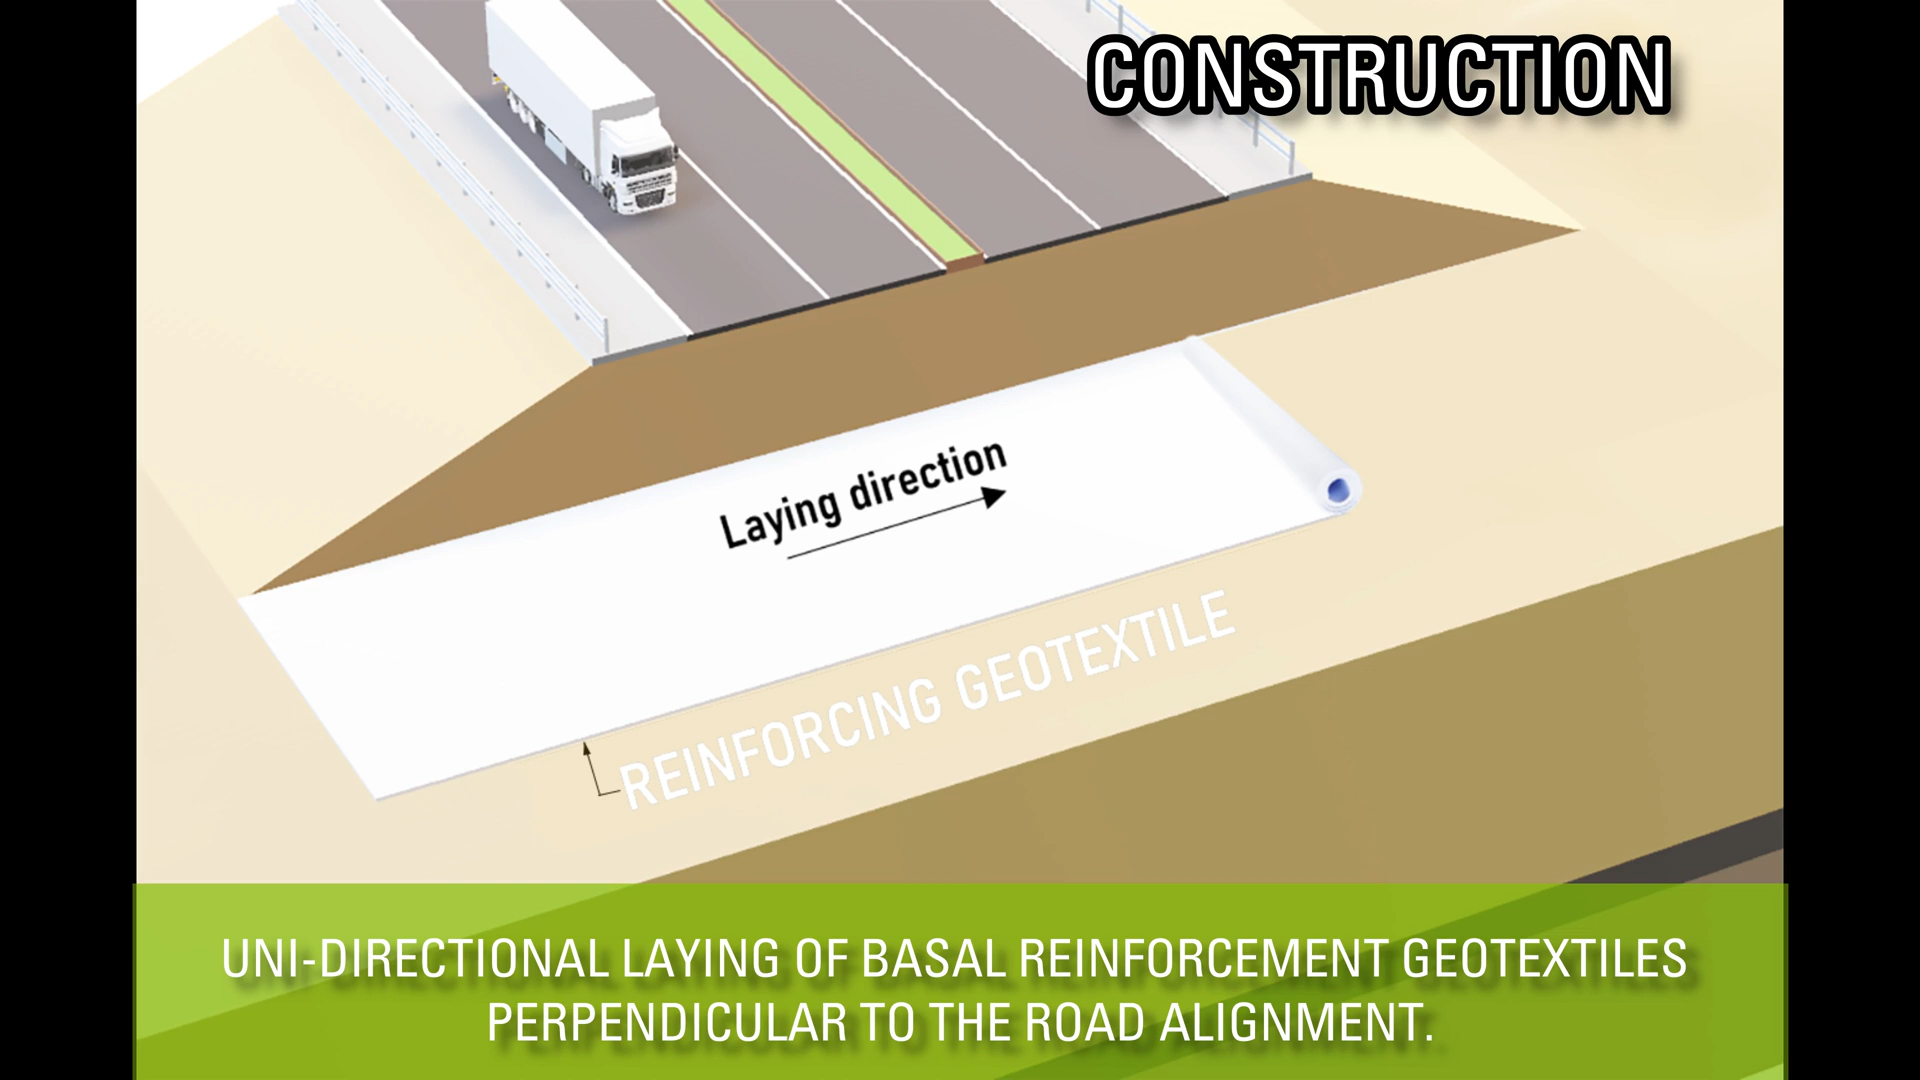 CONSTRUCTION
Laying direction
REINFORCING GEOTEXTILE
UNI-DIRECTIONAL LAYING OF BASAL REINFORCEMENT GEOTEXTILES
PERPENDICULAR TO THE ROAD ALIGNMENT.